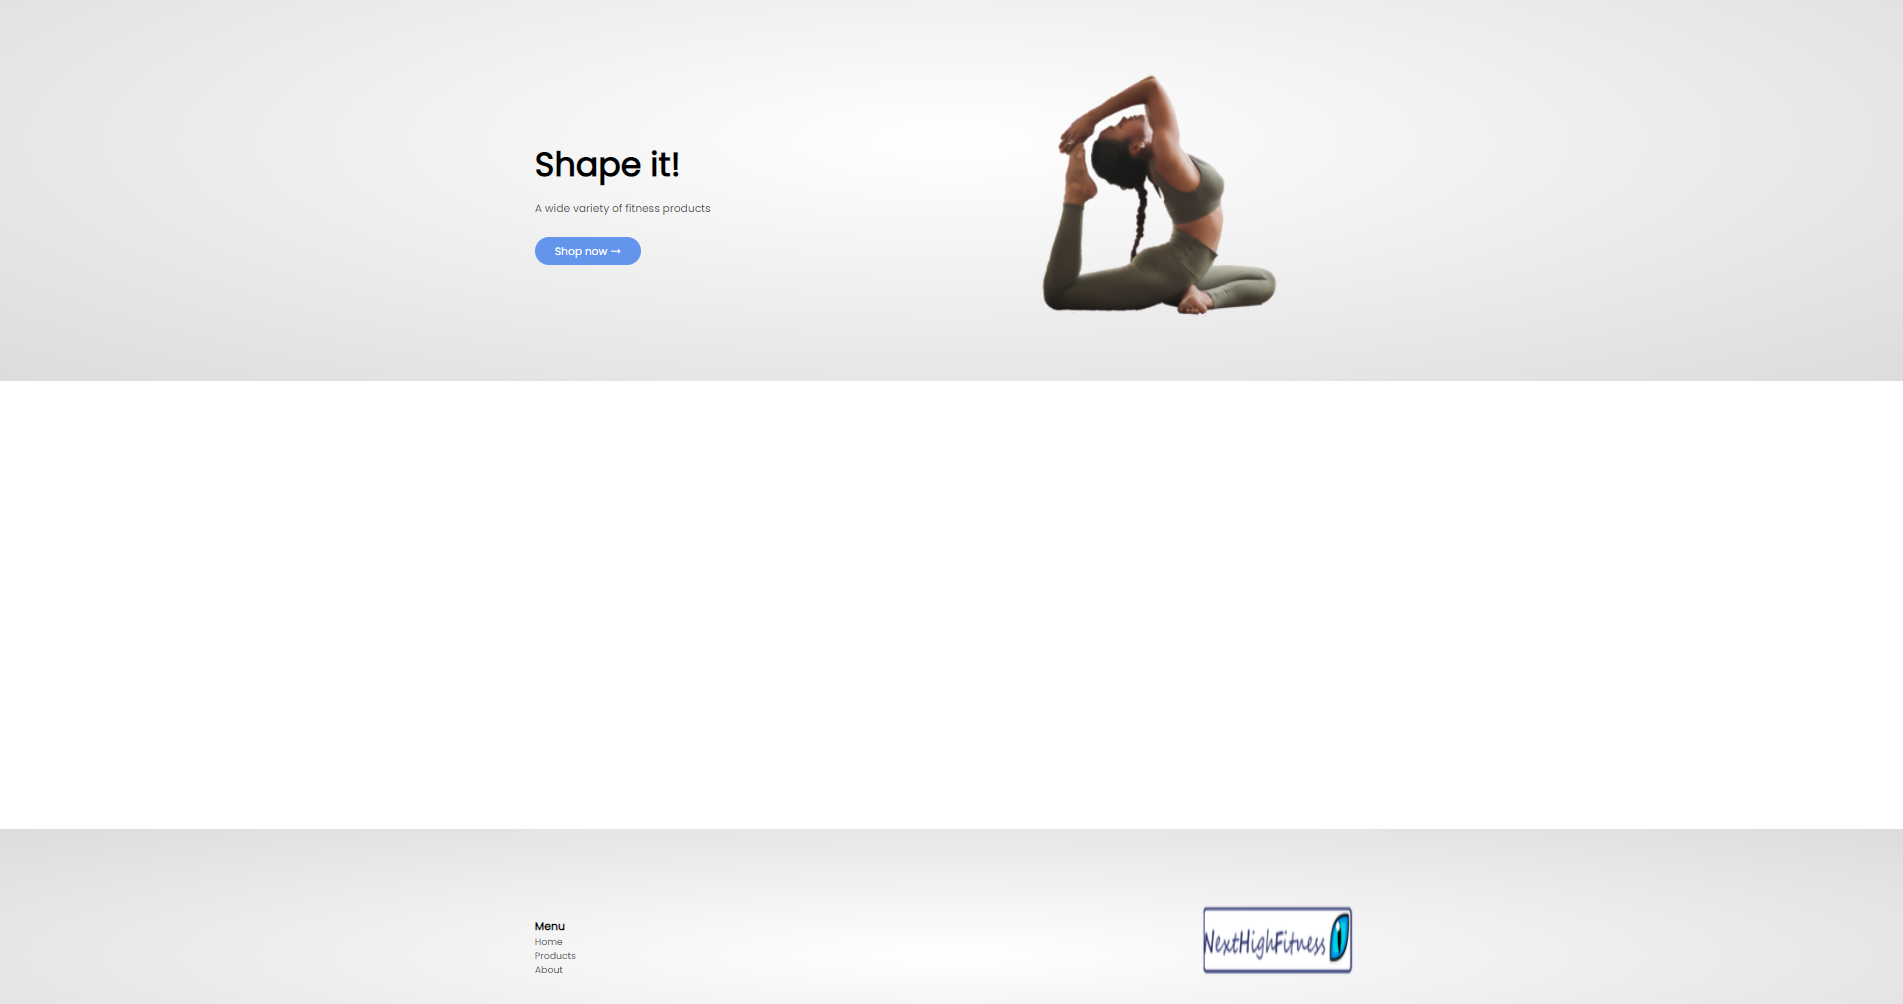 Shape it!
A wide variety of fitness products
Shop now →
Menu
Home
Products
About
NextHighFitness